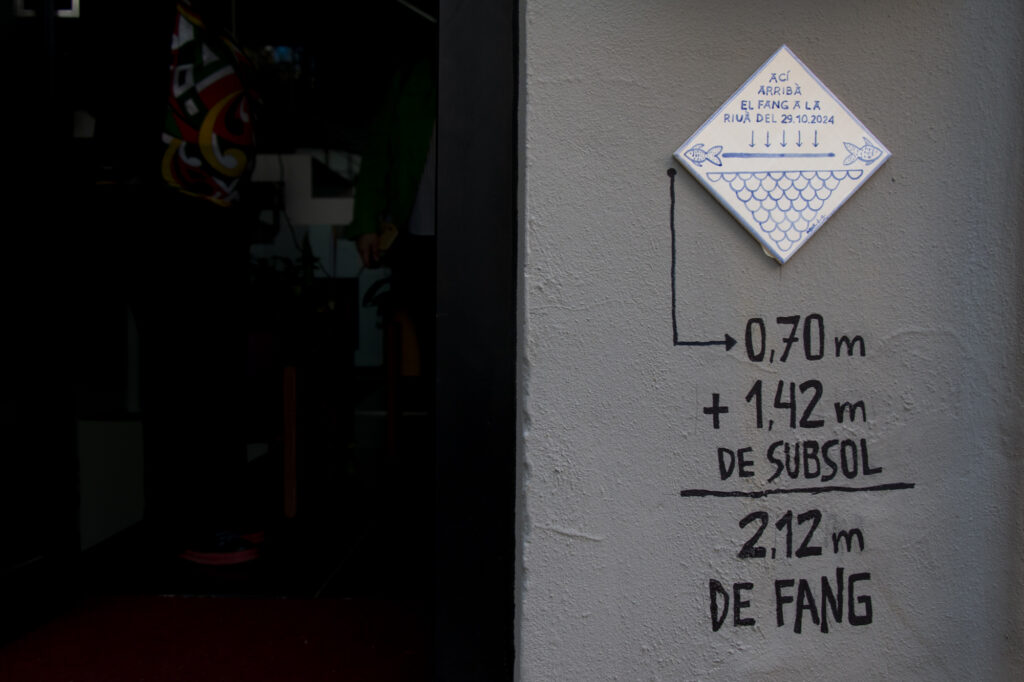 ACÍ
ARRIBÀ
EL FANG A LA
RIUÀ DEL 29.10.2024
0,70 m
+ 1,42 m
DE SUBSOL
2,12 m
DE FANG